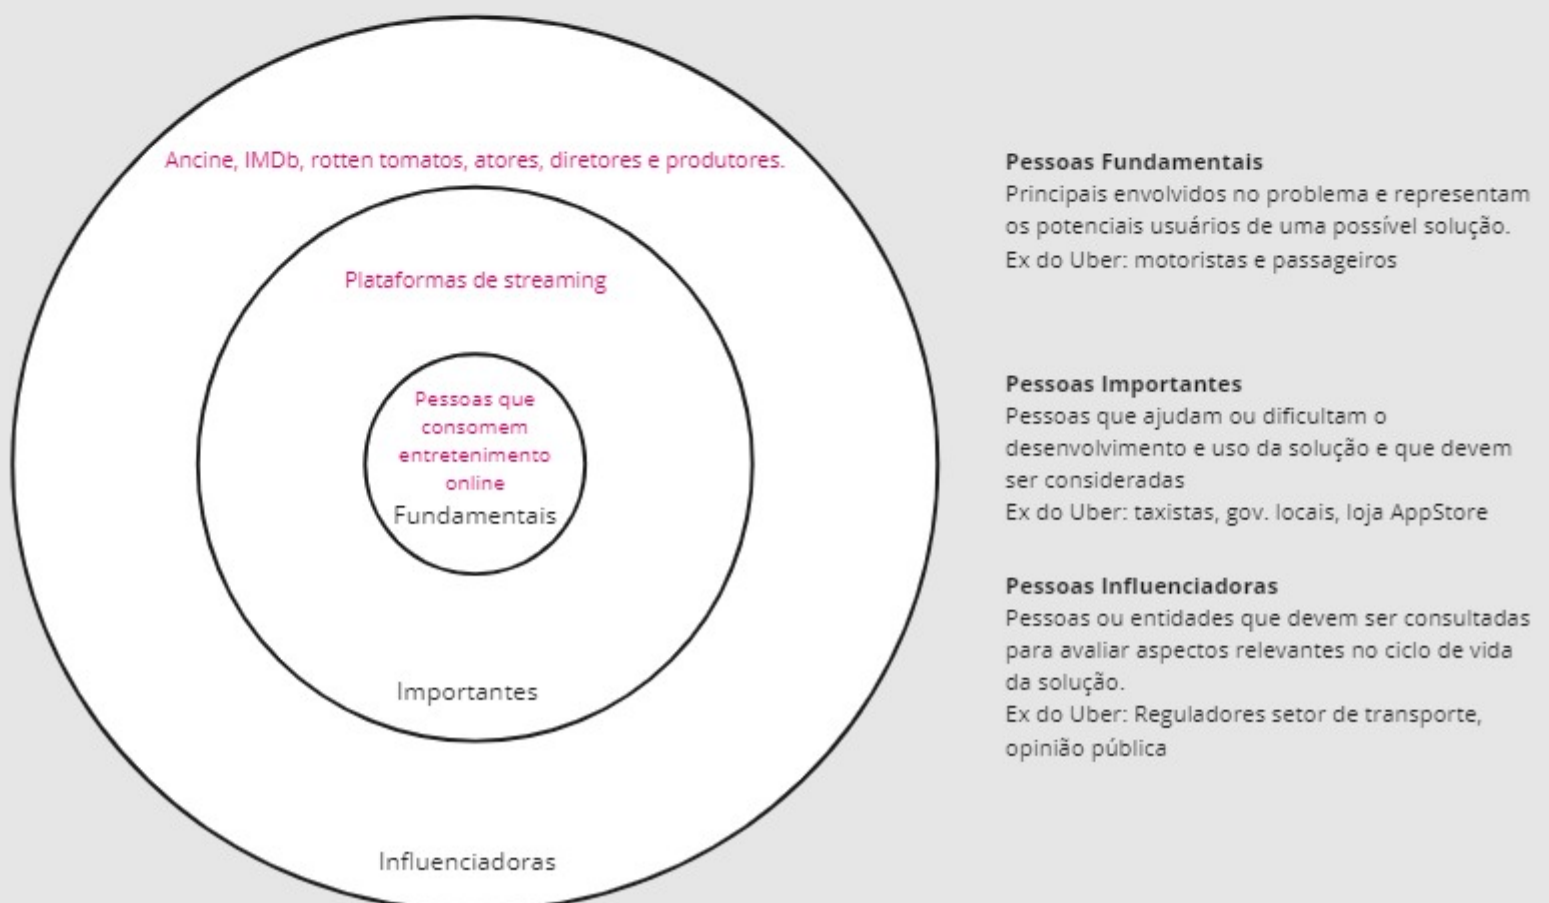 Ancine, IMDb, rotten tomatos, atores, diretores e produtores.
Plataformas de streaming
Pessoas que
consomem
entretenimento
online
Fundamentais
Importantes
Influenciadoras
Pessoas Fundamentais
Principais envolvidos no problema e representam
os potenciais usuários de uma possível solução.
Ex do Uber: motoristas e passageiros
Pessoas Importantes
Pessoas que ajudam ou dificultam o
desenvolvimento e uso da solução e que devem
ser consideradas
Ex do Uber: taxistas, gov. locais, loja AppStore
Pessoas Influenciadoras
Pessoas ou entidades que devem ser consultadas
para avaliar aspectos relevantes no ciclo de vida
da solução.
Ex do Uber: Reguladores setor de transporte,
opinião pública